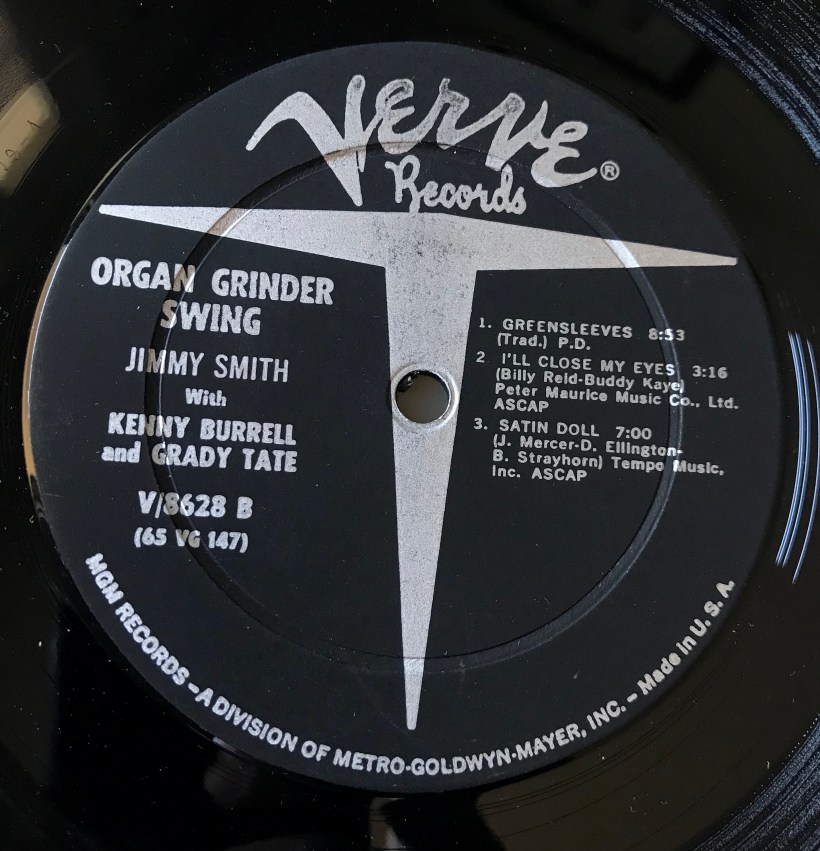 Verve®
Records
ORGAN GRINDER
SWING
JIMMY SMITH
With
KENNY BURRELL
and GRADY TATE
V/8628 B
(65 VG 147)
1. GREENSLEEVES 8:53
(Trad.) P.D.
2 I'LL CLOSE MY EYES 3:16
(Billy Reid-Buddy Kaye)
Peter Maurice Music Co., Ltd.
ASCAP
3. SATIN DOLL 7:00
(J. Mercer-D. Ellington-
B. Strayhorn) Tempo Music,
Inc. ASCAP
MGM RECORDS – A DIVISION OF METRO-GOLDWYN-MAYER, INC. – Made in U. S. A.